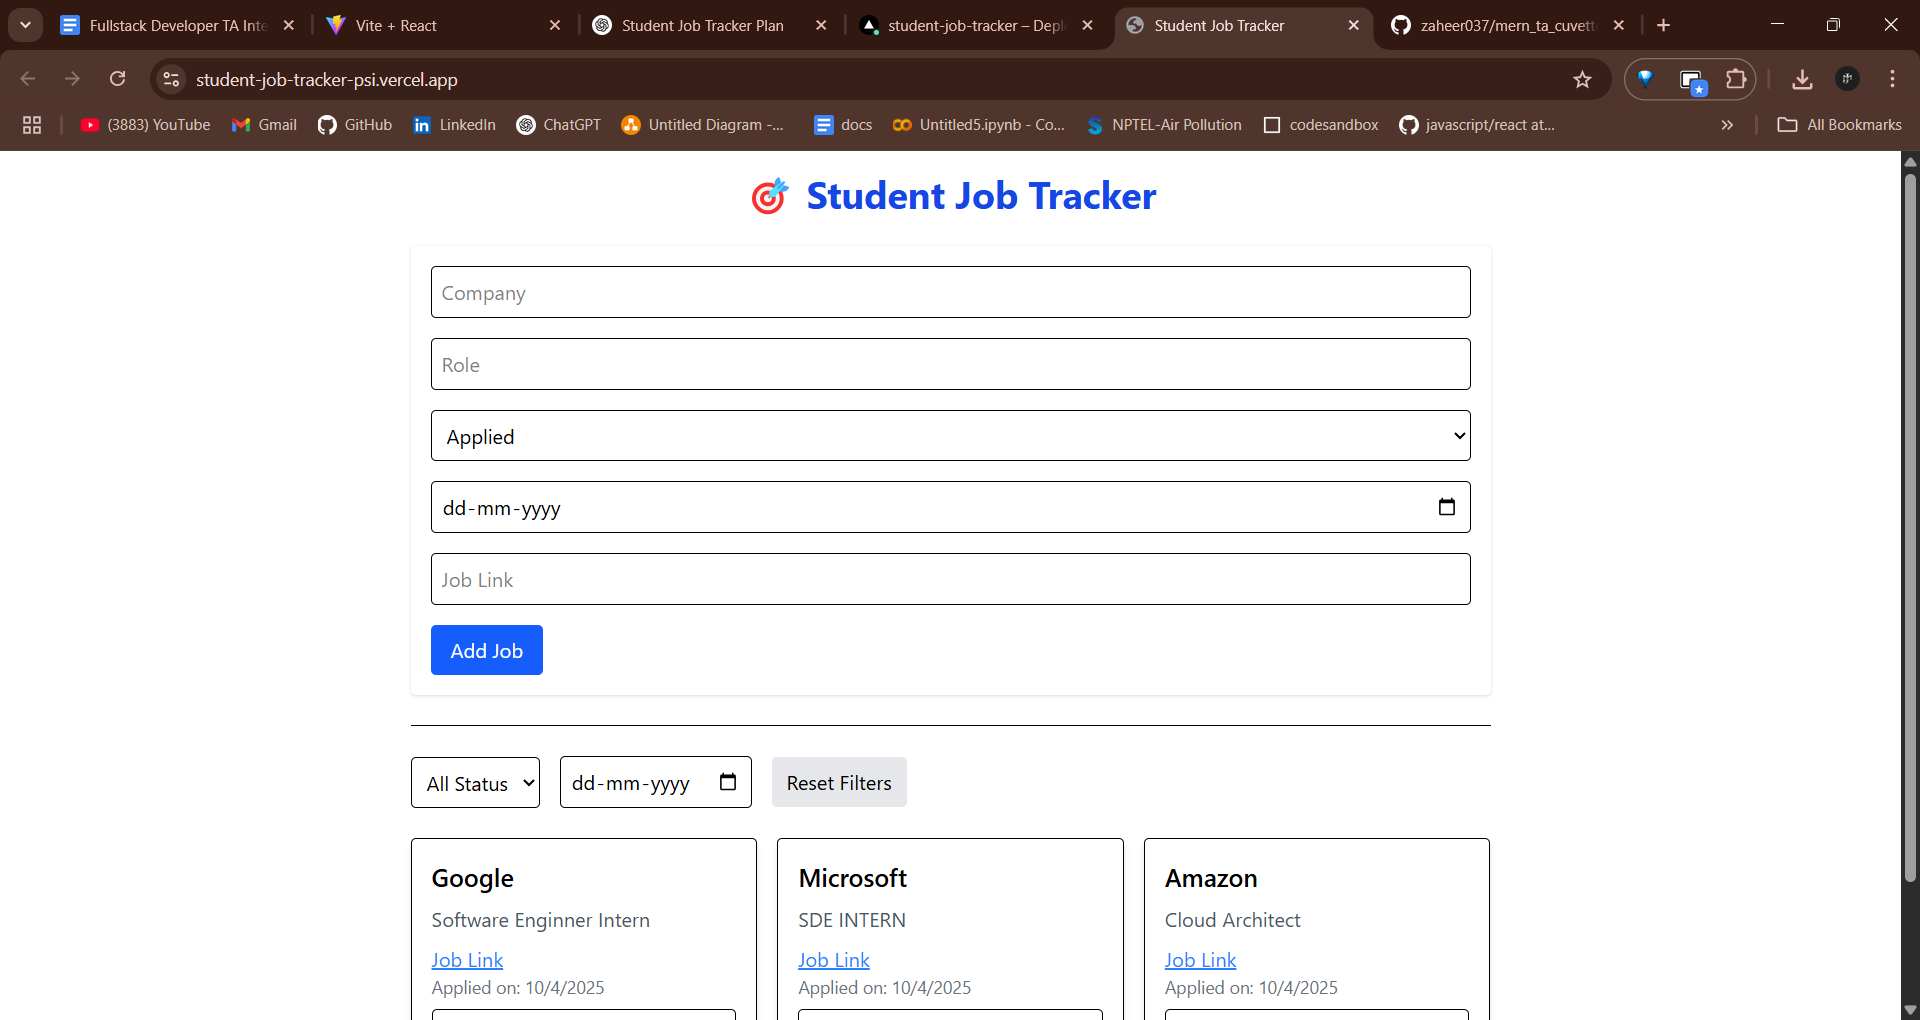 Fullstack Developer TA Inte
Vite + React
Student Job Tracker Plan
student-job-tracker – Depl
Student Job Tracker
zaheer037/mern_ta_cuvett
student-job-tracker-psi.vercel.app
(3883) YouTube
Gmail
GitHub
LinkedIn
ChatGPT
Untitled Diagram -...
docs
Untitled5.ipynb - Co...
NPTEL-Air Pollution
codesandbox
javascript/react at...
All Bookmarks
Student Job Tracker
Company
Role
Applied
dd-mm-yyyy
Job Link
Add Job
All Status
dd-mm-yyyy
Reset Filters
Google
Software Enginner Intern
Job Link
Applied on: 10/4/2025
Microsoft
SDE INTERN
Job Link
Applied on: 10/4/2025
Amazon
Cloud Architect
Job Link
Applied on: 10/4/2025